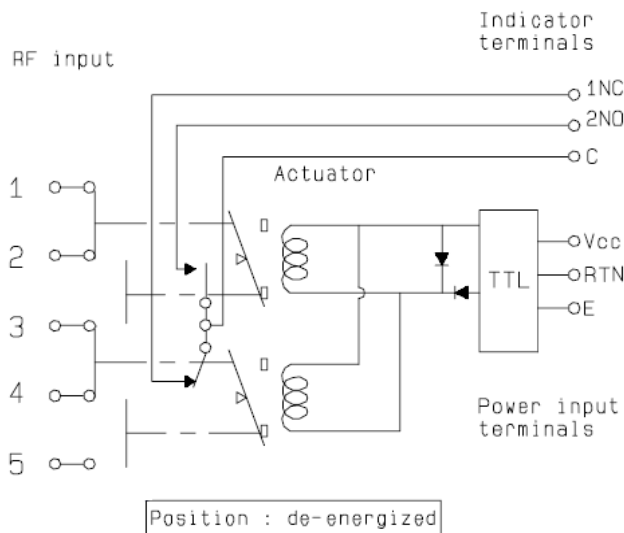 Indicator
terminals
RF input
1NC
2NO
C
Actuator
1
2
3
4
5
TTL
Vcc
RTN
E
Power input
terminals
Position : de-energized